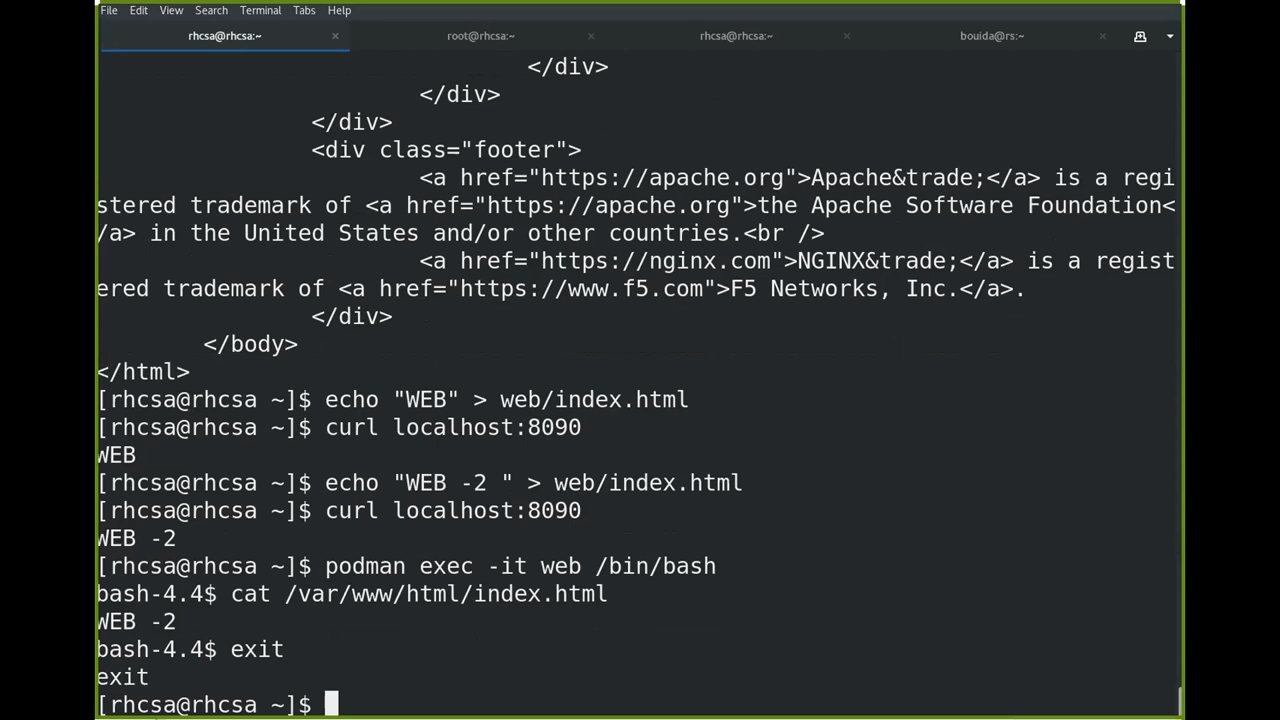 File Edit View Search Terminal Tabs Help
rhcsa@rhcsa:~ × root@rhcsa:~ × rhcsa@rhcsa:~ × bouida@rs:~ ×
</div>
</div>
</div>
<div class="footer">
<a href="https://apache.org">Apache&trade;</a> is a regi
stered trademark of <a href="https://apache.org">the Apache Software Foundation<
/a> in the United States and/or other countries.<br />
<a href="https://nginx.com">NGINX&trade;</a> is a regist
ered trademark of <a href="https://www.f5.com">F5 Networks, Inc.</a>.
</div>
</body>
</html>
[rhcsa@rhcsa ~]$ echo "WEB" > web/index.html
[rhcsa@rhcsa ~]$ curl localhost:8090
WEB
[rhcsa@rhcsa ~]$ echo "WEB -2 " > web/index.html
[rhcsa@rhcsa ~]$ curl localhost:8090
WEB -2
[rhcsa@rhcsa ~]$ podman exec -it web /bin/bash
bash-4.4$ cat /var/www/html/index.html
WEB -2
bash-4.4$ exit
exit
[rhcsa@rhcsa ~]$